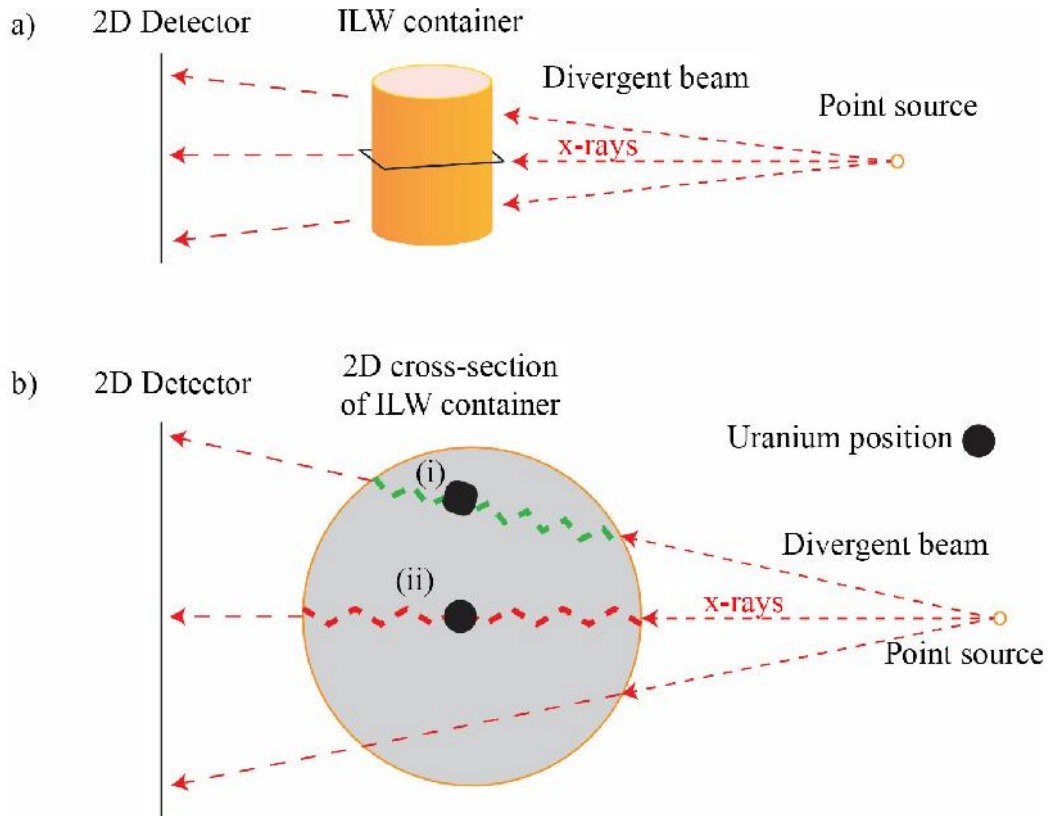 a)
2D Detector
ILW container
Divergent beam
Point source
x-rays
b)
2D Detector
2D cross-section
of ILW container
Uranium position
(i)
Divergent beam
(ii)
x-rays
Point source